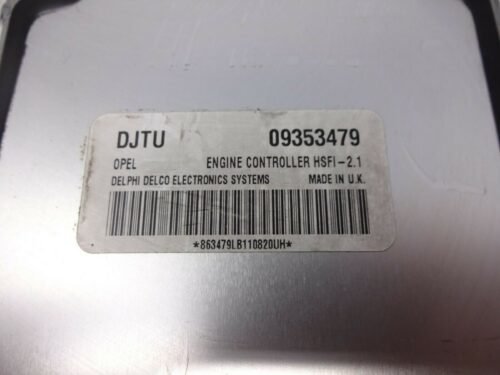 DJTU 09353479
OPEL ENGINE CONTROLLER HSFI-2.1
DELPHI DELCO ELECTRONICS SYSTEMS MADE IN U.K.
*863479LB110820UH*